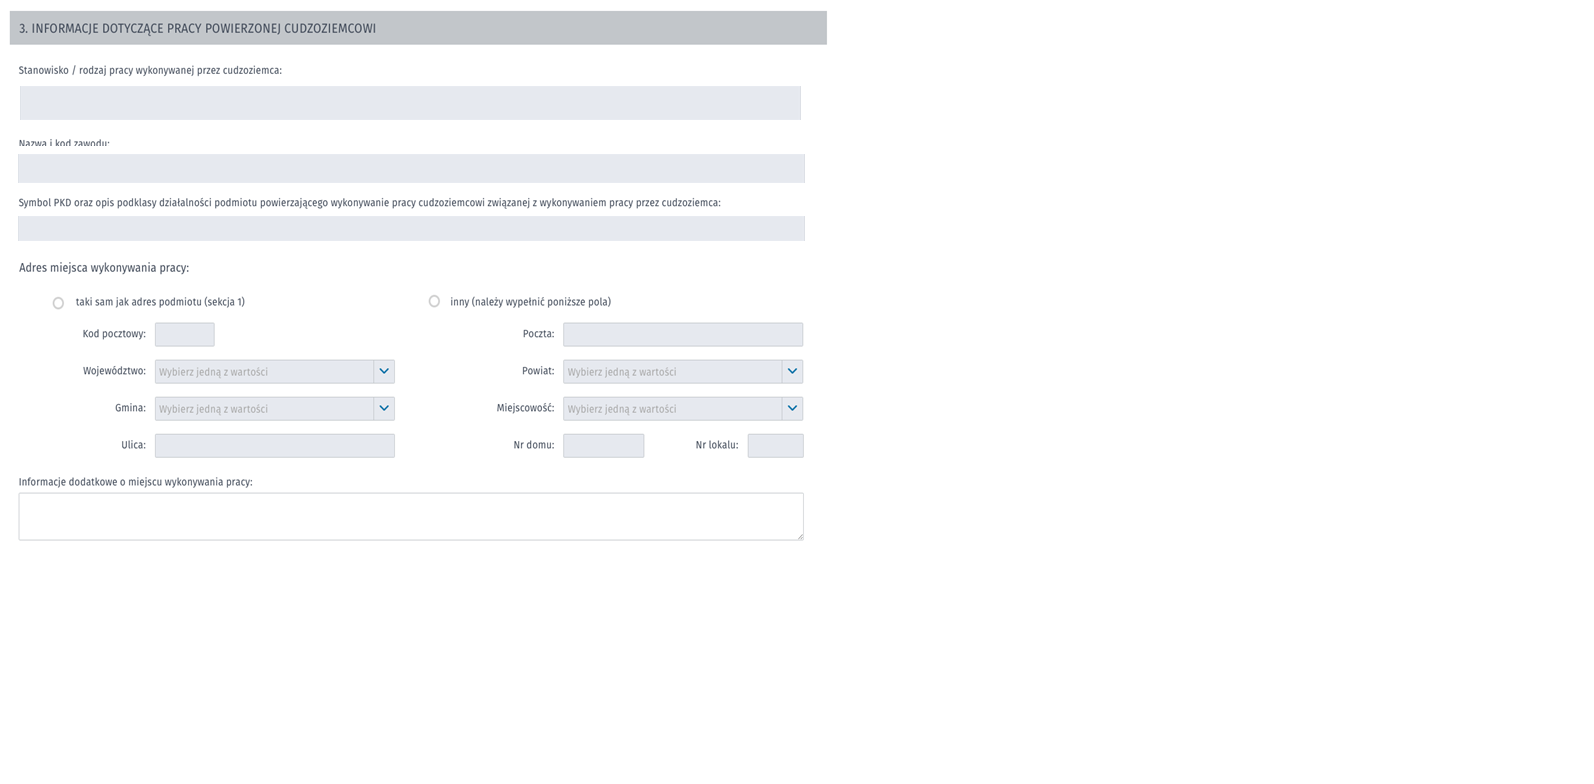 3. INFORMACJE DOTYCZĄCE PRACY POWIERZONEJ CUDZOZIEMCOWI
Stanowisko / rodzaj pracy wykonywanej przez cudzoziemca:
Nazwa i kod zawodu:
Symbol PKD oraz opis podklasy działalności podmiotu powierzającego wykonywanie pracy cudzoziemcowi związanej z wykonywaniem pracy przez cudzoziemca:
Adres miejsca wykonywania pracy:
taki sam jak adres podmiotu (sekcja 1) inny (należy wypełnić poniższe pola)
Kod pocztowy: Poczta:
Województwo: Wybierz jedną z wartości Powiat: Wybierz jedną z wartości
Gmina: Wybierz jedną z wartości Miejscowość: Wybierz jedną z wartości
Ulica: Nr domu: Nr lokalu:
Informacje dodatkowe o miejscu wykonywania pracy: